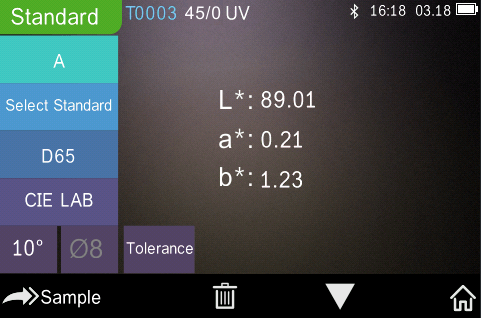 Standard
T0003 45/0 UV
16:18 03.18
A
Select Standard
D65
CIE LAB
10° Ø8 Tolerance
L*: 89.01
a*: 0.21
b*: 1.23
Sample